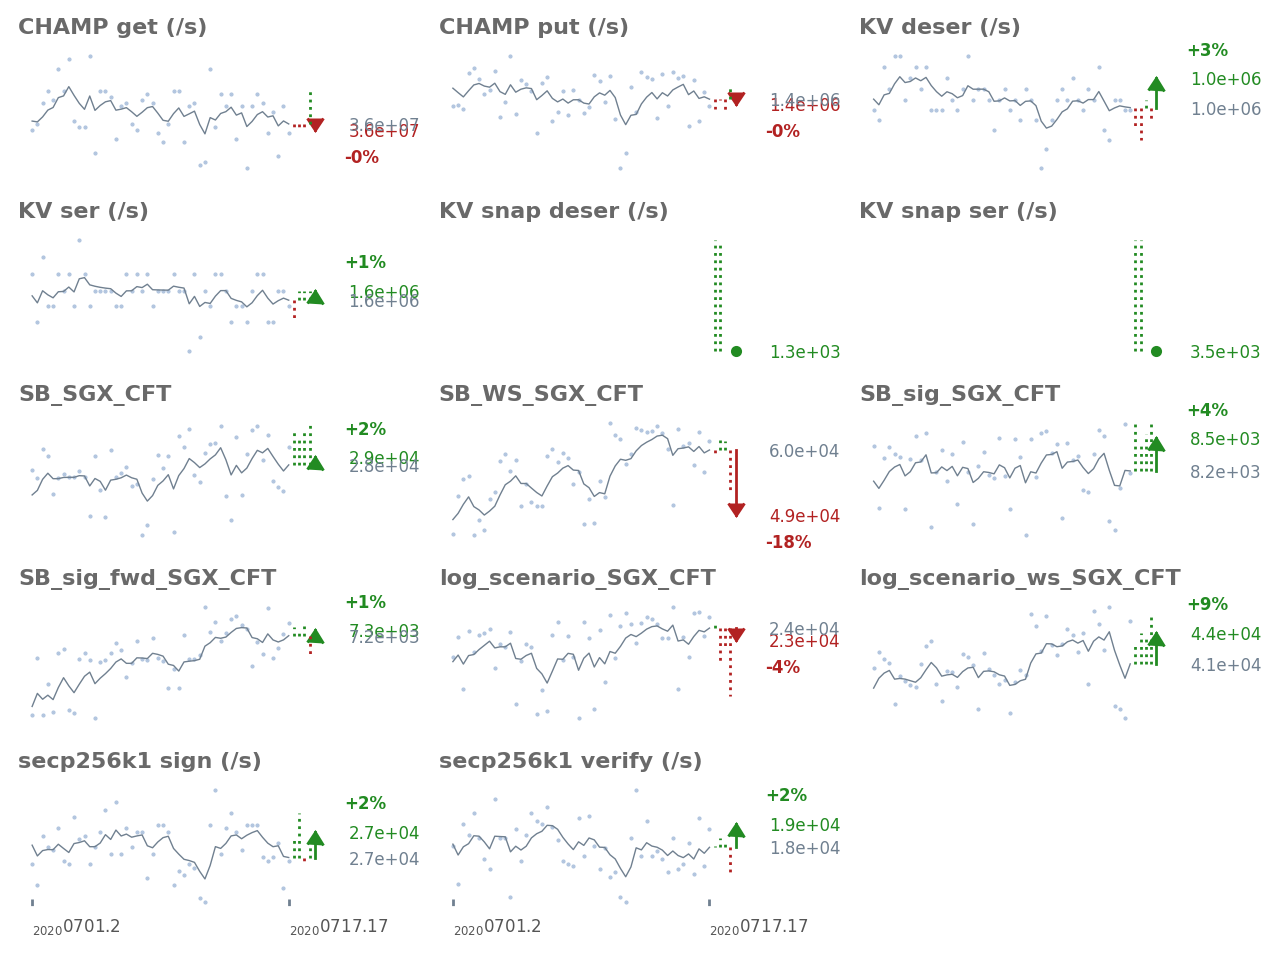 CHAMP get (/s)
3.6e+07
3.6e+07
-0%
CHAMP put (/s)
1.4e+06
1.4e+06
-0%
KV deser (/s)
+3%
1.0e+06
1.0e+06
KV ser (/s)
+1%
1.6e+06
1.6e+06
KV snap deser (/s)
1.3e+03
KV snap ser (/s)
3.5e+03
SB_SGX_CFT
+2%
2.9e+04
2.8e+04
SB_WS_SGX_CFT
6.0e+04
4.9e+04
-18%
SB_sig_SGX_CFT
+4%
8.5e+03
8.2e+03
SB_sig_fwd_SGX_CFT
+1%
7.3e+03
7.2e+03
log_scenario_SGX_CFT
2.4e+04
2.3e+04
-4%
log_scenario_ws_SGX_CFT
+9%
4.4e+04
4.1e+04
secp256k1 sign (/s)
+2%
2.7e+04
2.7e+04
secp256k1 verify (/s)
+2%
1.9e+04
1.8e+04
20200701.2
20200717.17
20200701.2
20200717.17